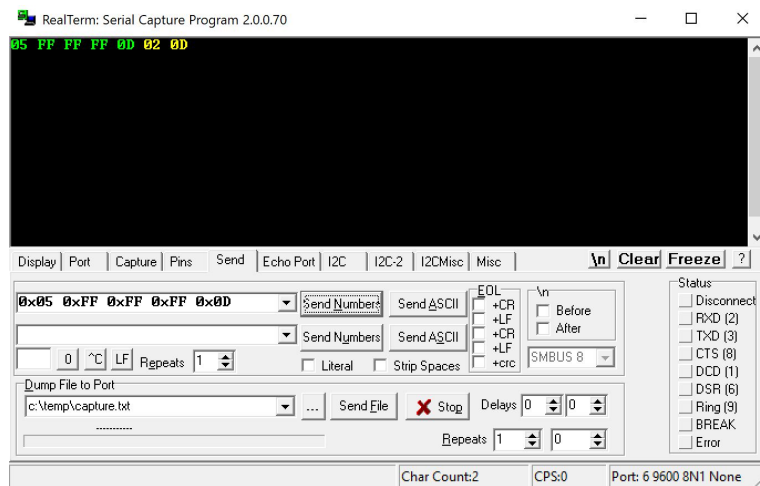 RealTerm: Serial Capture Program 2.0.0.70
05 FF FF FF 0D 02 0D
Display Port Capture Pins Send Echo Port I2C I2C-2 I2CMisc Misc \n Clear Freeze ?
0x05 0xFF 0xFF 0xFF 0x0D Send Numbers Send ASCII
Send Numbers Send ASCII
0 ^C LF Repeats 1 Literal Strip Spaces
EOL
+CR
+LF
+CR
+LF
+crc
\n
Before
After
SMBUS 8
Dump File to Port
c:\temp\capture.txt ... Send File Stop Delays 0 0
-----------
Repeats 1 0
Status
Disconnect
RXD (2)
TXD (3)
CTS (8)
DCD (1)
DSR (6)
Ring (9)
BREAK
Error
Char Count:2 CPS:0 Port: 6 9600 8N1 None